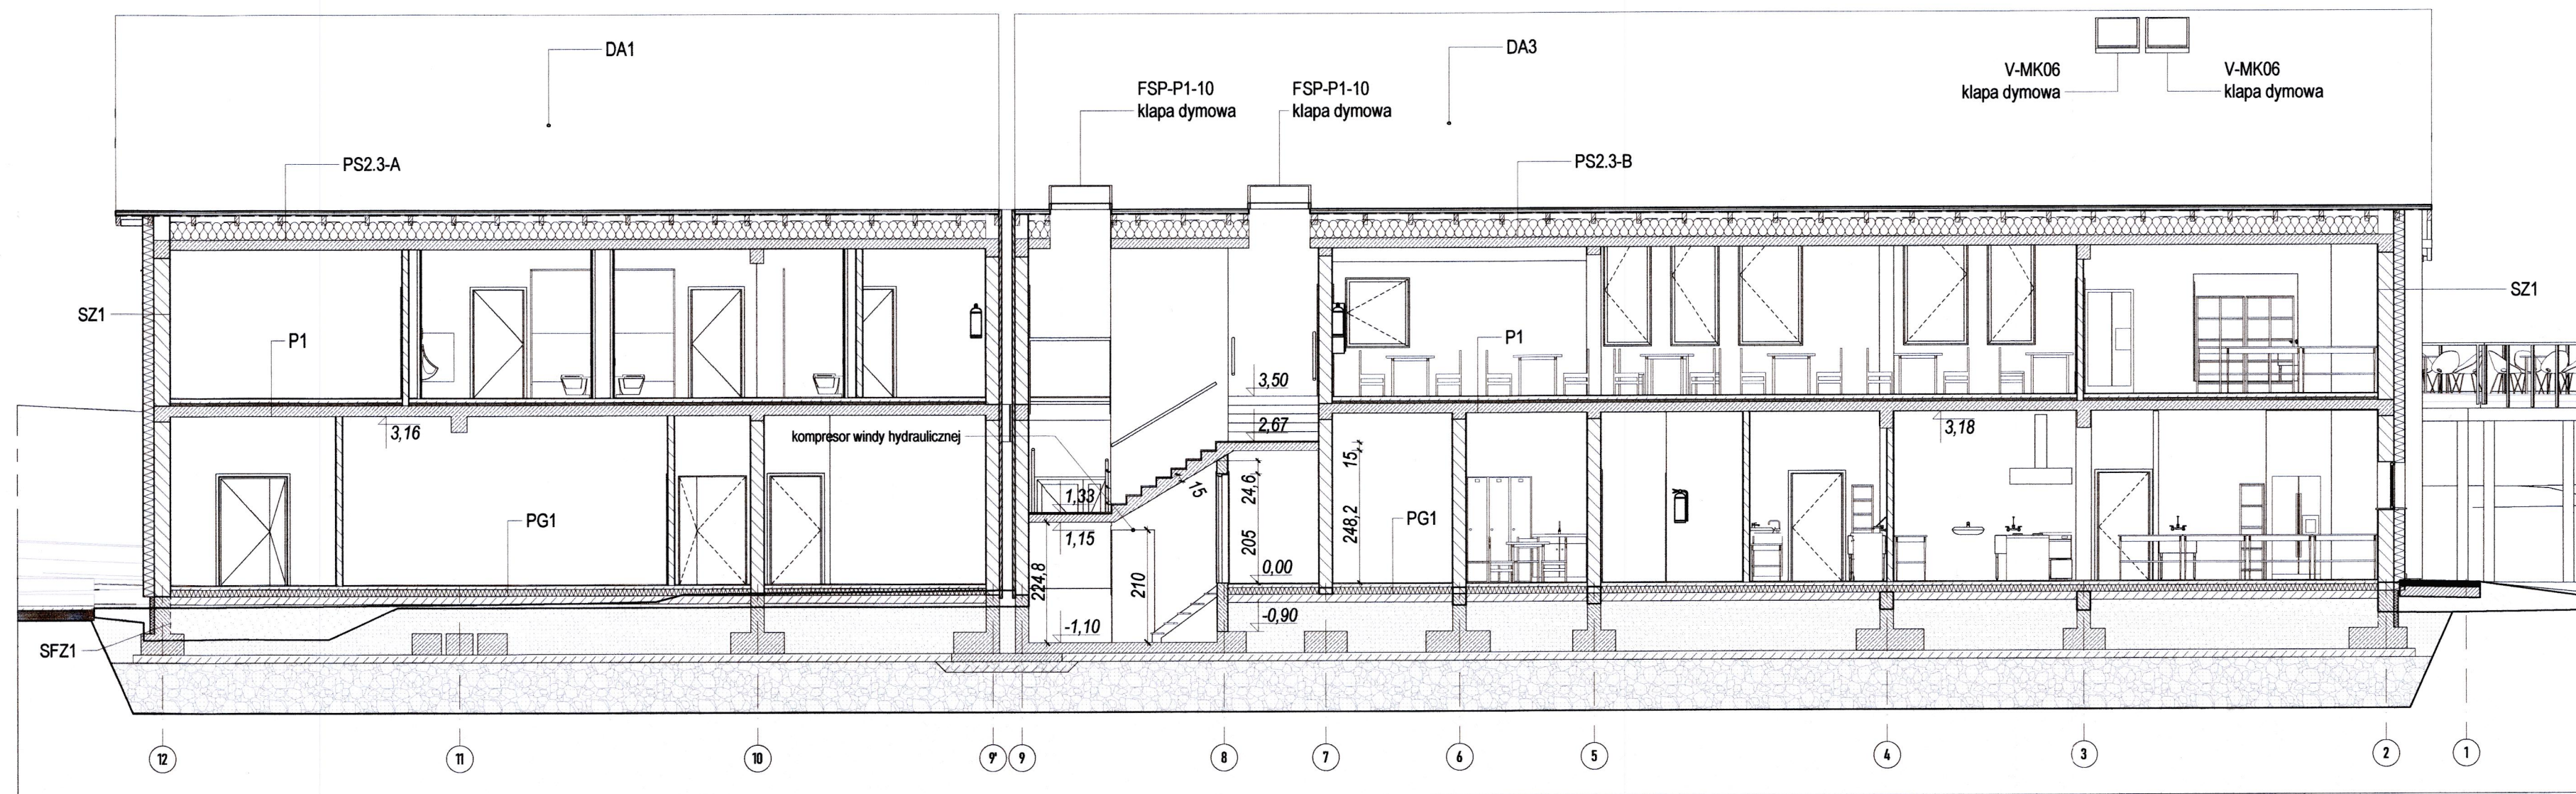 DA1
DA3
V-MK06
klapa dymowa
V-MK06
klapa dymowa
FSP-P1-10
klapa dymowa
FSP-P1-10
klapa dymowa
PS2.3-A
PS2.3-B
SZ1
SZ1
P1
P1
3,50
2,67
3,16
3,18
kompresor windy hydraulicznej
15
15
24,6
1,33
PG1
PG1
248,2
1,15
205
0,00
224,8
210
-0,90
-1,10
SFZ1
12
11
10
9'
9
8
7
6
5
4
3
2
1